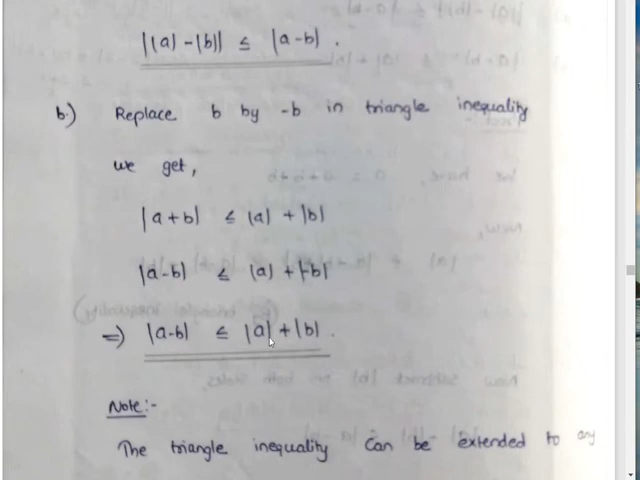 ||a|-|b|| ≤ |a-b| .
b.) Replace b by -b in triangle inequality
we get,
|a+b| ≤ |a| + |b|
|a-b| ≤ |a| + |-b|
=> |a-b| ≤ |a| + |b| .
Note:-
The triangle inequality can be extended to any